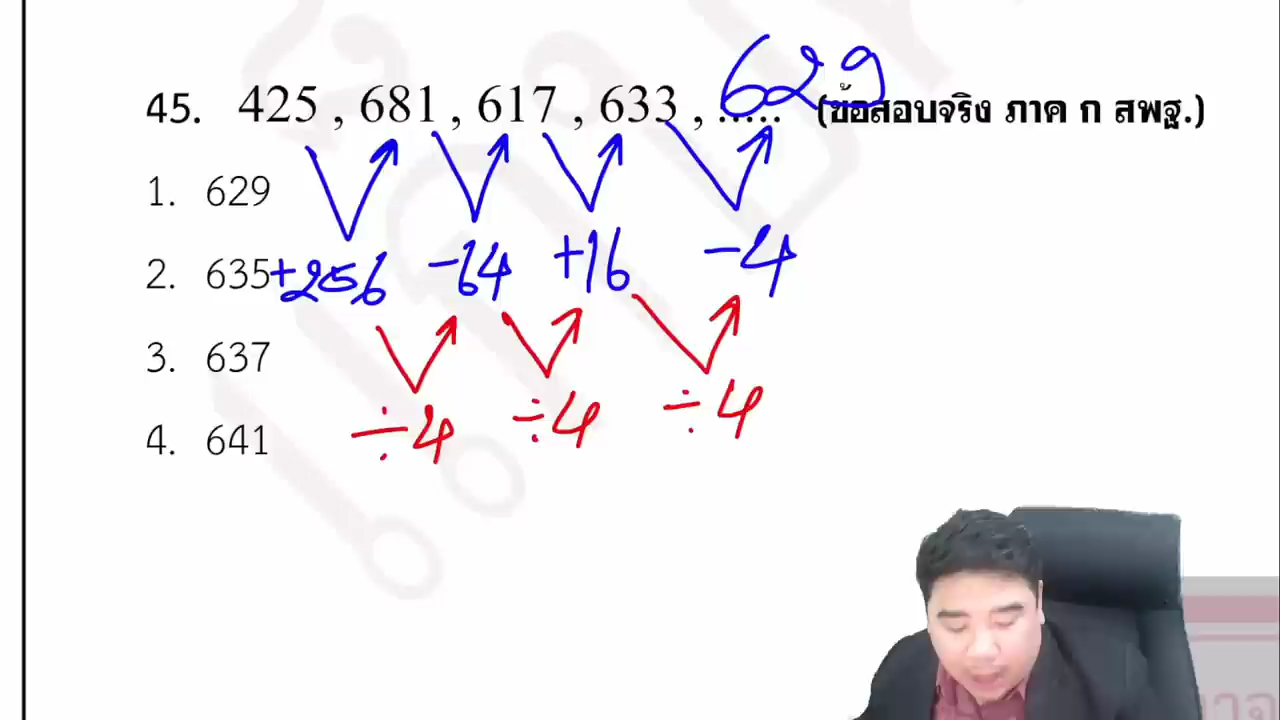 629
45. 425 , 681 , 617 , 633 , ..... (ข้อสอบจริง ภาค ก สพฐ.)
1. 629
2. 635
+256 -64 +16 -4
3. 637
÷4 ÷4 ÷4
4. 641